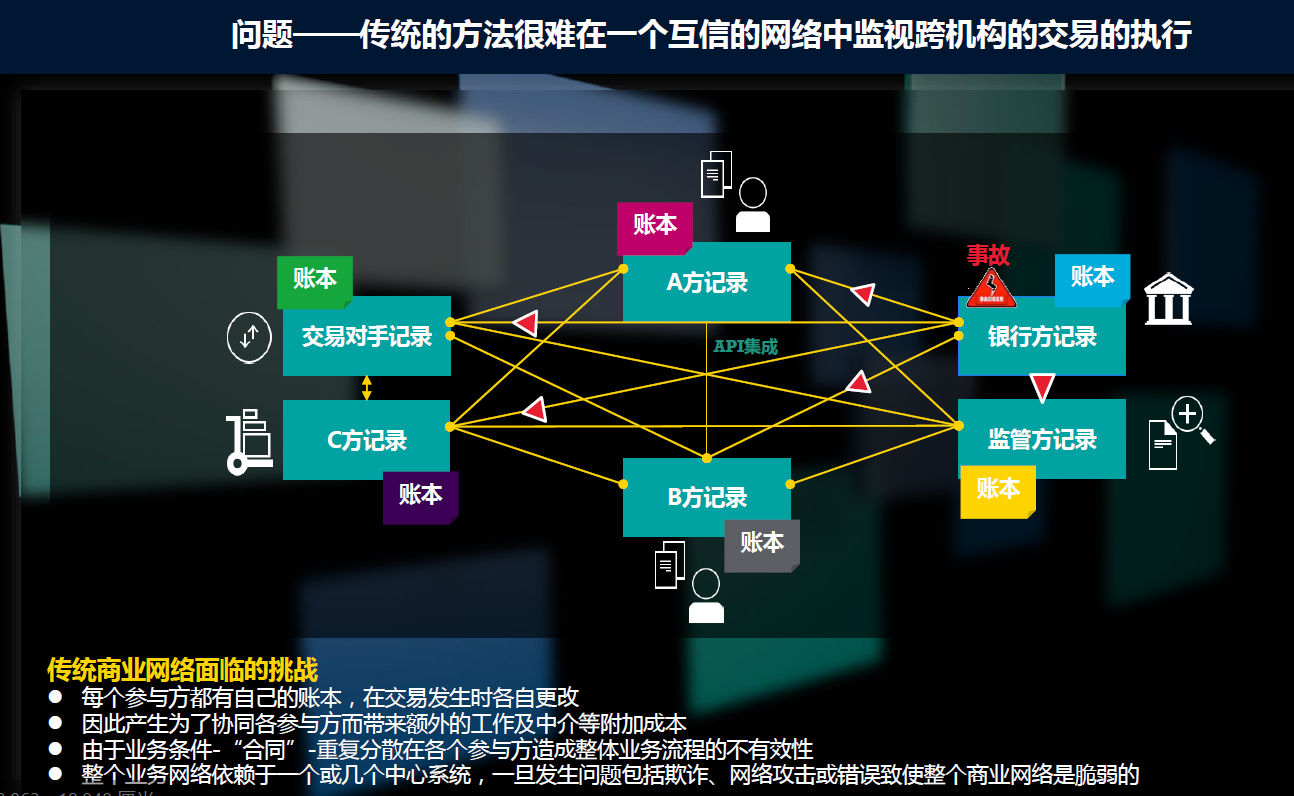 问题——传统的方法很难在一个互信的网络中监视跨机构的交易的执行
账本
A方记录
事故
DANGER
账本
账本
交易对手记录
API集成
银行方记录
C方记录
监管方记录
账本
B方记录
账本
账本
传统商业网络面临的挑战
● 每个参与方都有自己的账本，在交易发生时各自更改
● 因此产生为了协同各参与方而带来额外的工作及中介等附加成本
● 由于业务条件-“合同”-重复分散在各个参与方造成整体业务流程的不有效性
● 整个业务网络依赖于一个或几个中心系统，一旦发生问题包括欺诈、网络攻击或错误致使整个商业网络是脆弱的